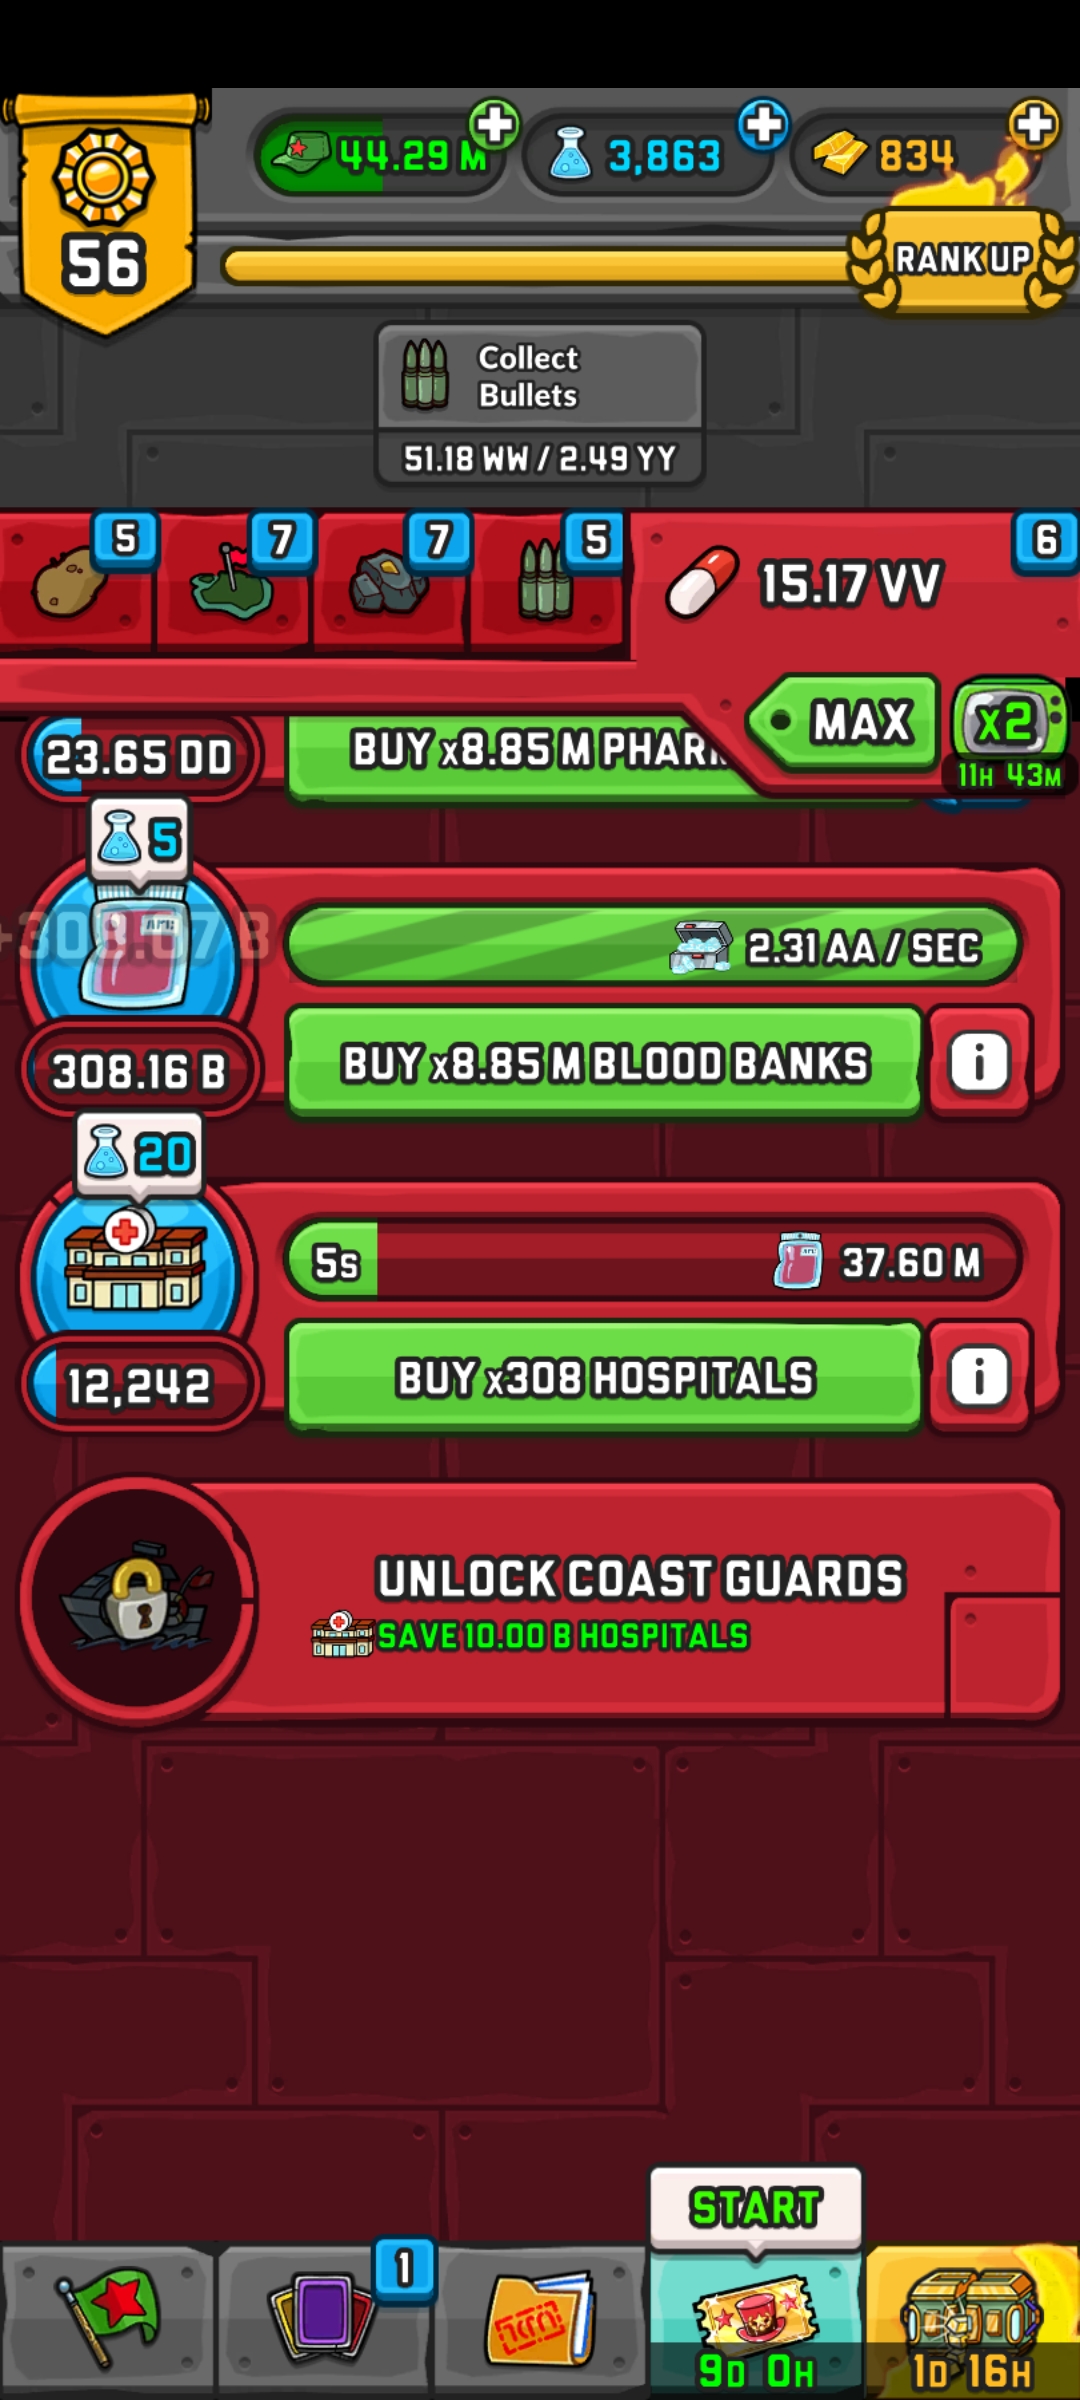 44.29 M
3,863
834
56
RANK UP
Collect
Bullets
51.18 WW / 2.49 YY
5
7
7
5
15.17 VV
6
MAX
x2
11H 43M
23.65 DD
BUY x8.85 M
5
+308.07 B
2.31 AA / SEC
308.16 B
BUY x8.85 M BLOOD BANKS
i
20
5s
37.60 M
12,242
BUY x308 HOSPITALS
i
UNLOCK COAST GUARDS
SAVE 10.00 B HOSPITALS
START
1
9D 0H
1D 16H